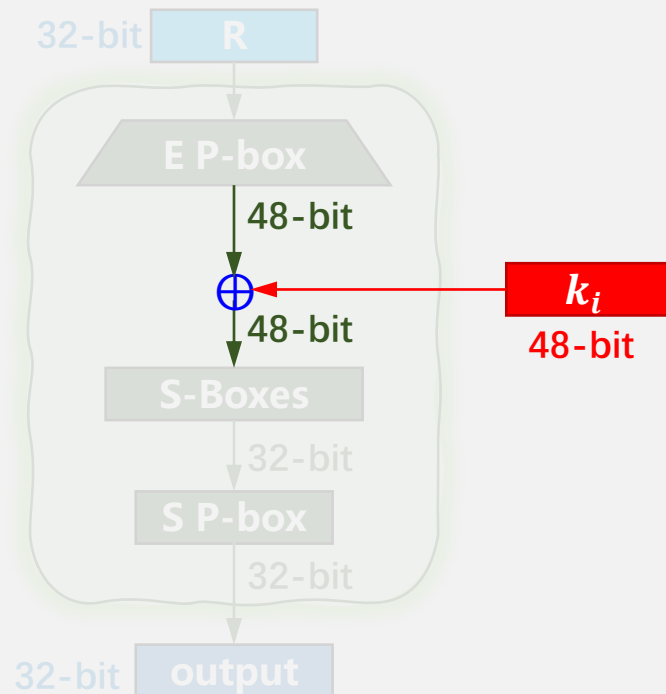 32-bit R
E P-box
48-bit
k_i
48-bit
48-bit
S-Boxes
32-bit
S P-box
32-bit
32-bit output